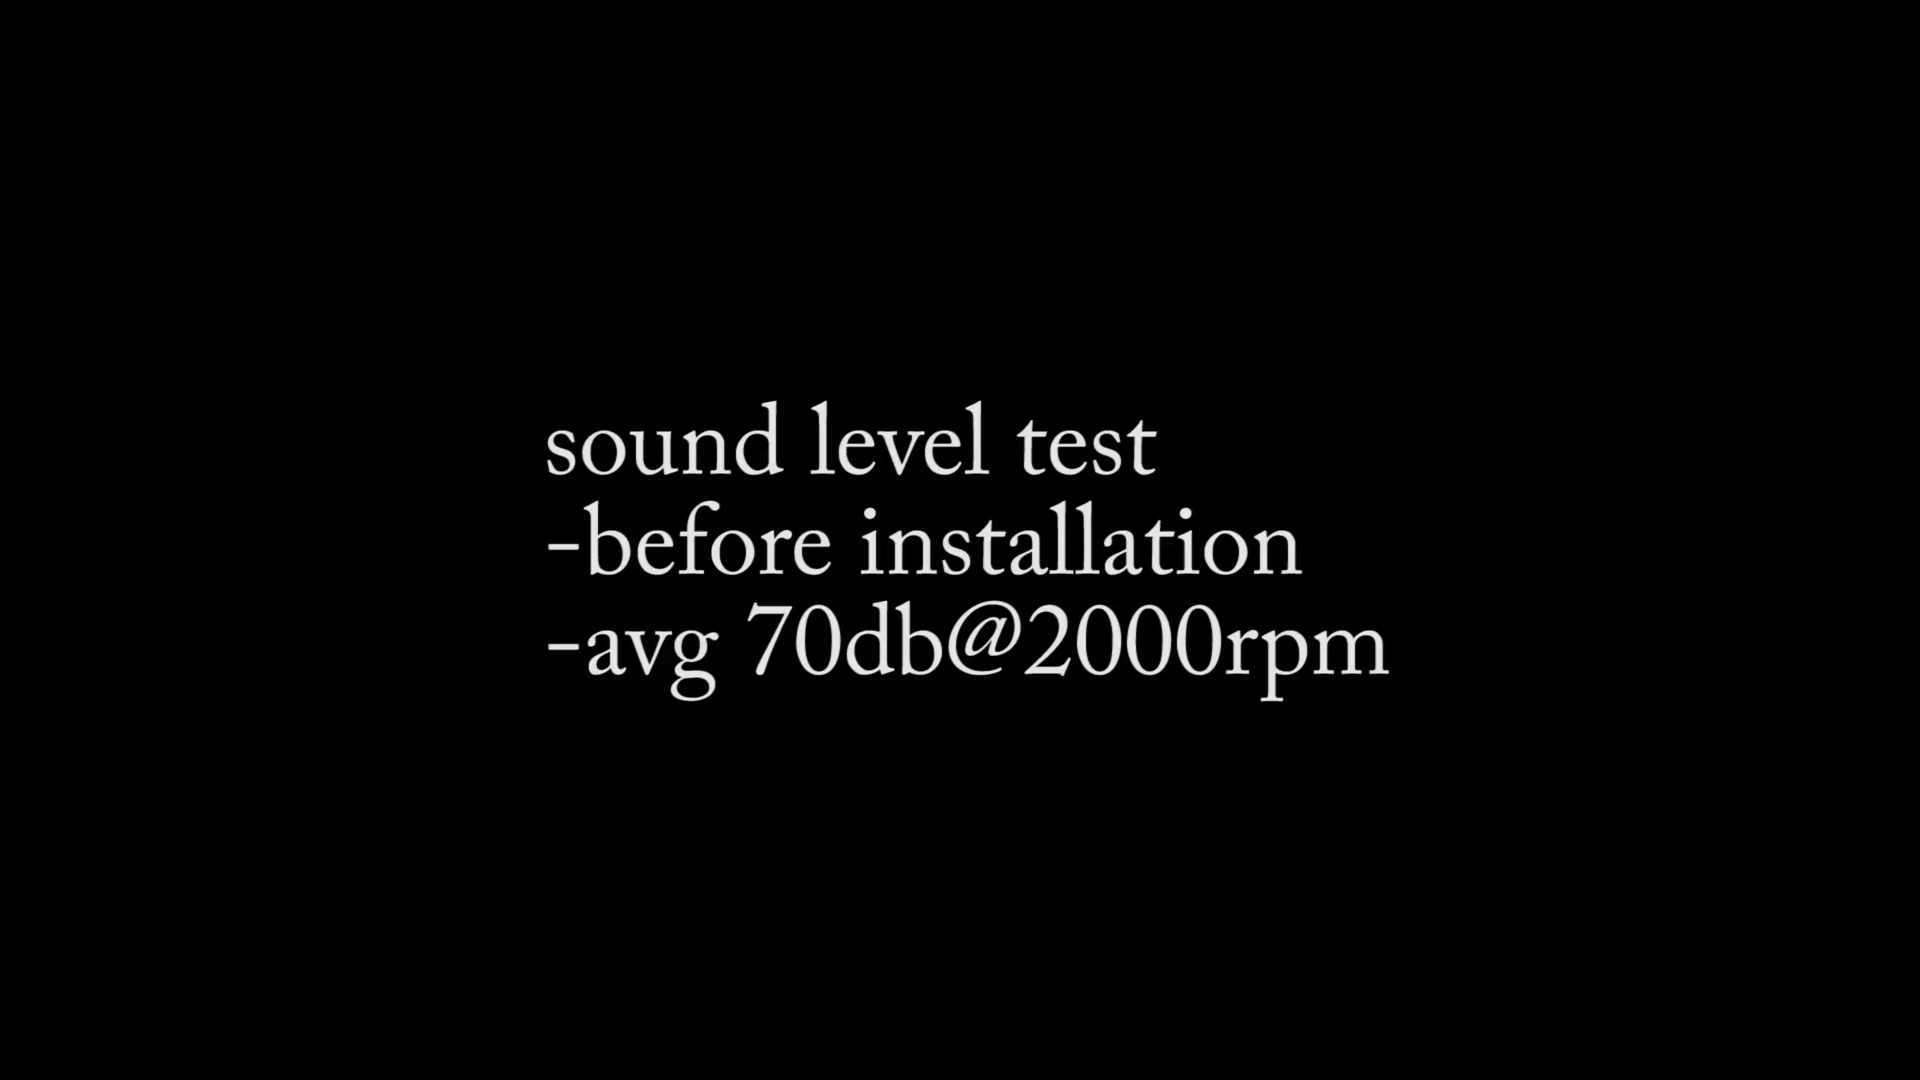 sound level test
-before installation
-avg 70db@2000rpm